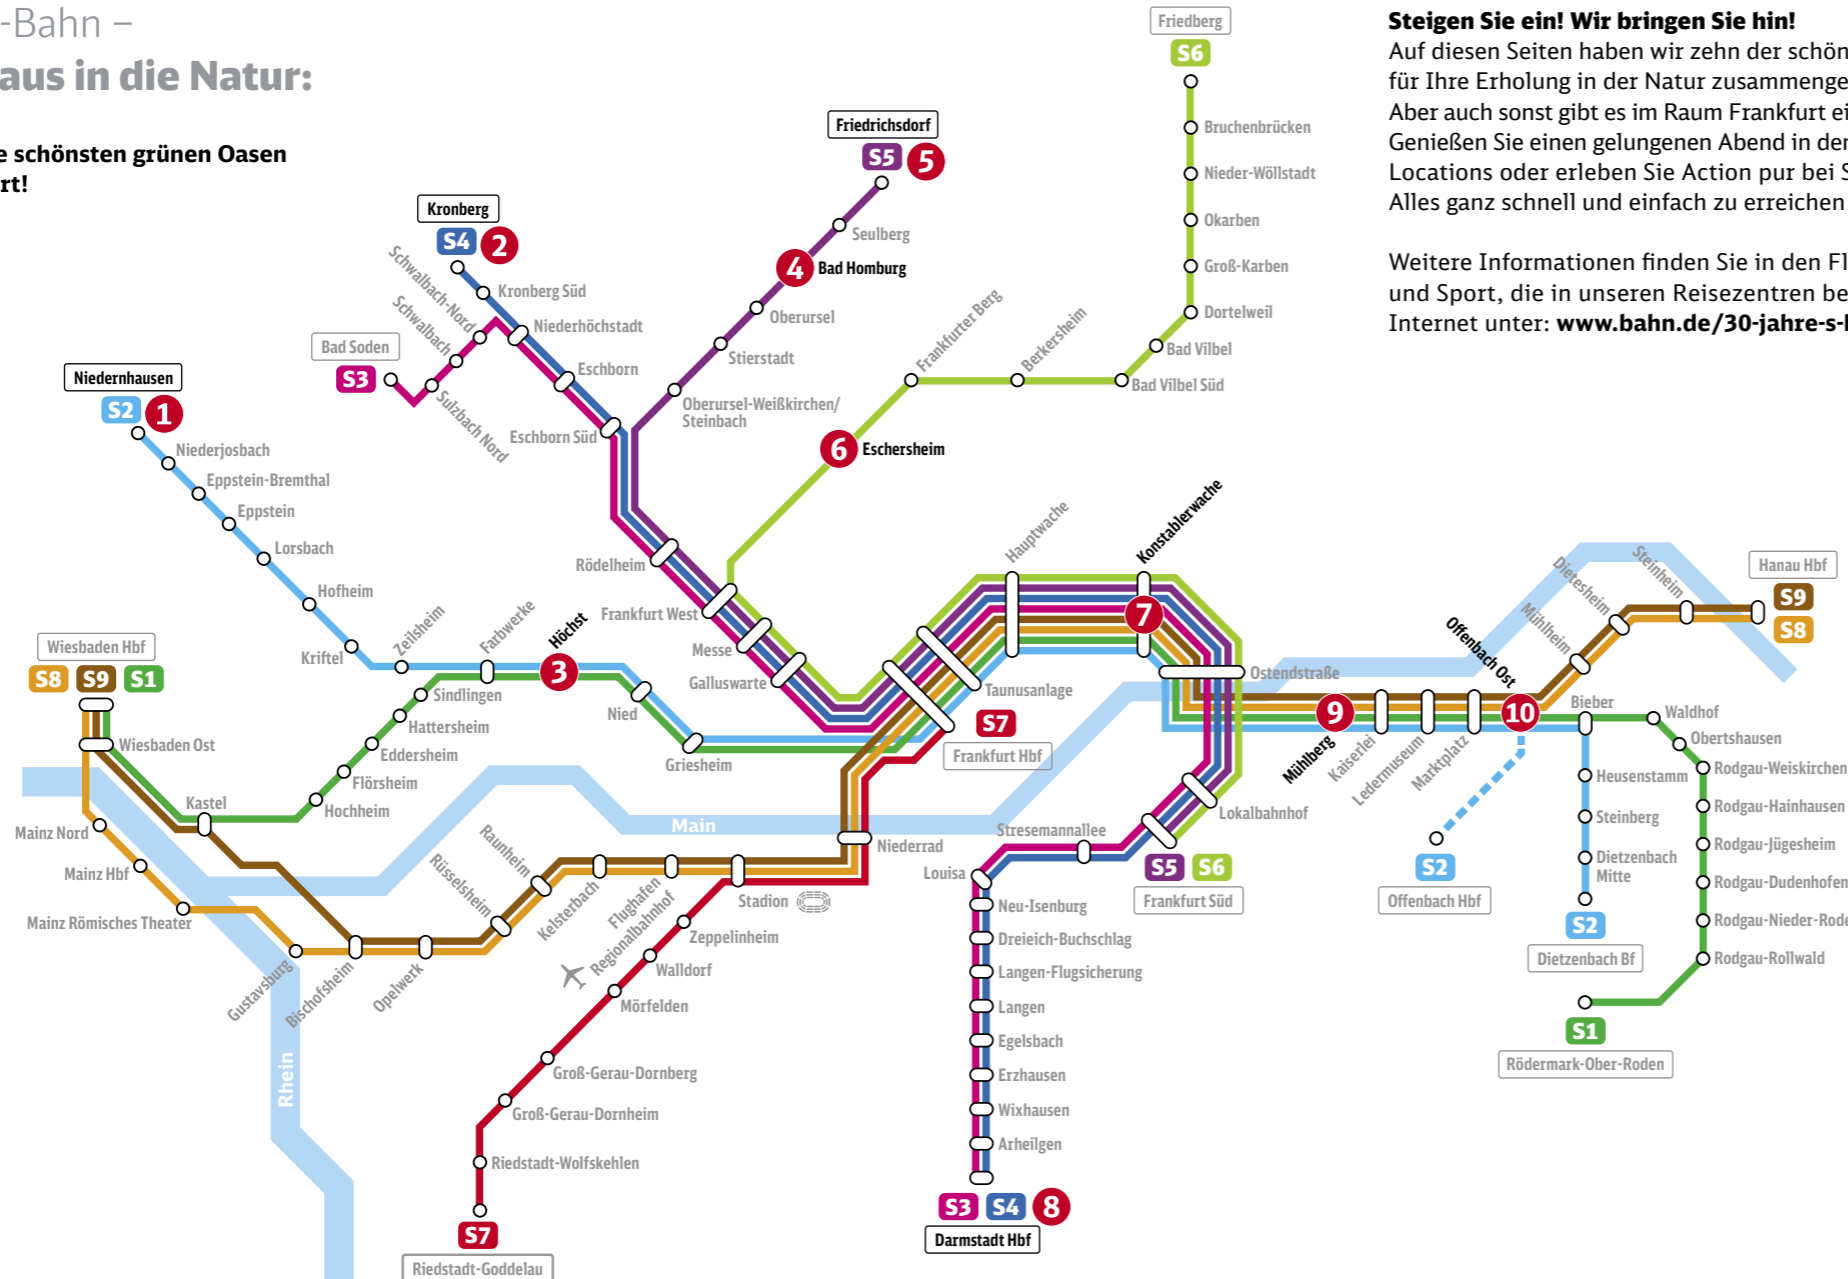 -Bahn –
aus in die Natur:
e schönsten grünen Oasen
rt!
Steigen Sie ein! Wir bringen Sie hin!
Auf diesen Seiten haben wir zehn der schön
für Ihre Erholung in der Natur zusammenge
Aber auch sonst gibt es im Raum Frankfurt ei
Genießen Sie einen gelungenen Abend in der
Locations oder erleben Sie Action pur bei S
Alles ganz schnell und einfach zu erreichen
Weitere Informationen finden Sie in den Fl
und Sport, die in unseren Reisezentren be
Internet unter: www.bahn.de/30-jahre-s-b
Friedberg
S6
Bruchenbrücken
Nieder-Wöllstadt
Okarben
Groß-Karben
Dortelweil
Bad Vilbel
Bad Vilbel Süd
Berkersheim
Frankfurter Berg
6 Eschersheim
Friedrichsdorf
S5 5
Seulberg
4 Bad Homburg
Oberursel
Stierstadt
Oberursel-Weißkirchen/
Steinbach
Kronberg
S4 2
Kronberg Süd
Niederhöchstadt
Eschborn
Eschborn Süd
Schwalbach-Nord
Schwalbach
Sulzbach Nord
Bad Soden
S3
Niedernhausen
S2 1
Niederjosbach
Eppstein-Bremthal
Eppstein
Lorsbach
Hofheim
Kriftel
Zeilsheim
Farbwerke
Höchst
3
Nied
Griesheim
Rödelheim
Frankfurt West
Messe
Galluswarte
Wiesbaden Hbf
S8 S9 S1
Wiesbaden Ost
Kastel
Sindlingen
Hattersheim
Eddersheim
Flörsheim
Hochheim
Mainz Nord
Mainz Hbf
Mainz Römisches Theater
Gustavsburg
Bischofsheim
Opelwerk
Rüsselsheim
Raunheim
Kelsterbach
Flughafen
Regionalbahnhof
Stadion
Niederrad
Main
Rhein
Zeppelinheim
Walldorf
Mörfelden
Groß-Gerau-Dornberg
Groß-Gerau-Dornheim
Riedstadt-Wolfskehlen
S7
Riedstadt-Goddelau
S7
Frankfurt Hbf
Taunusanlage
Hauptwache
Konstablerwache
7
Ostendstraße
Lokalbahnhof
S5 S6
Frankfurt Süd
Stresemannallee
Louisa
Neu-Isenburg
Dreieich-Buchschlag
Langen-Flugsicherung
Langen
Egelsbach
Erzhausen
Wixhausen
Arheilgen
S3 S4 8
Darmstadt Hbf
9
Mühlberg
Kaiserlei
Ledermuseum
Marktplatz
Offenbach Ost
10
S2
Offenbach Hbf
Mühlheim
Dietesheim
Steinheim
Hanau Hbf
S9
S8
Bieber
Heusenstamm
Steinberg
Dietzenbach
Mitte
S2
Dietzenbach Bf
Waldhof
Obertshausen
Rodgau-Weiskirchen
Rodgau-Hainhausen
Rodgau-Jügesheim
Rodgau-Dudenhofen
Rodgau-Nieder-Rode
Rodgau-Rollwald
S1
Rödermark-Ober-Roden